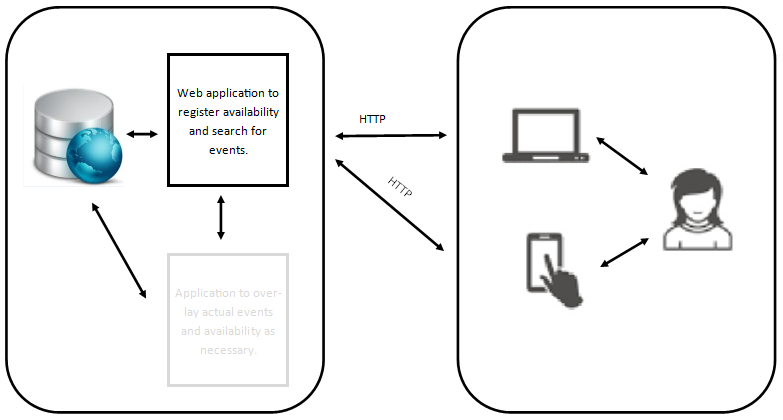 Web application to
register availability
and search for
events.
HTTP
HTTP
Application to over-
lay actual events
and availability as
necessary.